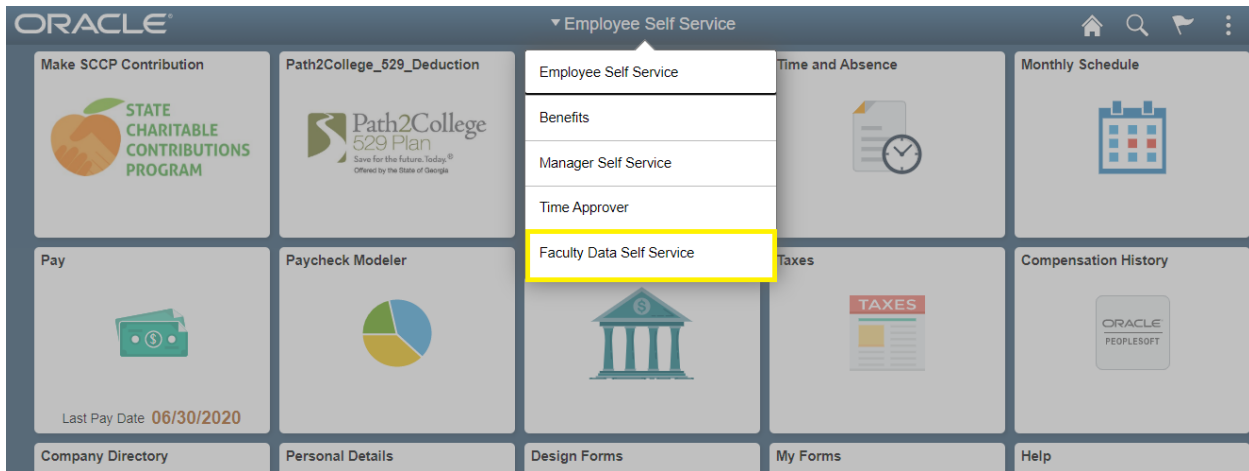 ORACLE
Employee Self Service
Make SCCP Contribution
STATE
CHARITABLE
CONTRIBUTIONS
PROGRAM
Path2College_529_Deduction
Path2College
529 Plan
Save for the future. Today.®
Offered by the State of Georgia
Employee Self Service
Benefits
Manager Self Service
Time Approver
Faculty Data Self Service
Time and Absence
Monthly Schedule
Pay
Last Pay Date 06/30/2020
Paycheck Modeler
Taxes
TAXES
Compensation History
ORACLE
PEOPLESOFT
Company Directory
Personal Details
Design Forms
My Forms
Help